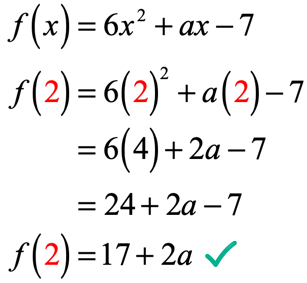 f(x) = 6x² + ax − 7
f(2) = 6(2)² + a(2) − 7
= 6(4) + 2a − 7
= 24 + 2a − 7
f(2) = 17 + 2a ✓